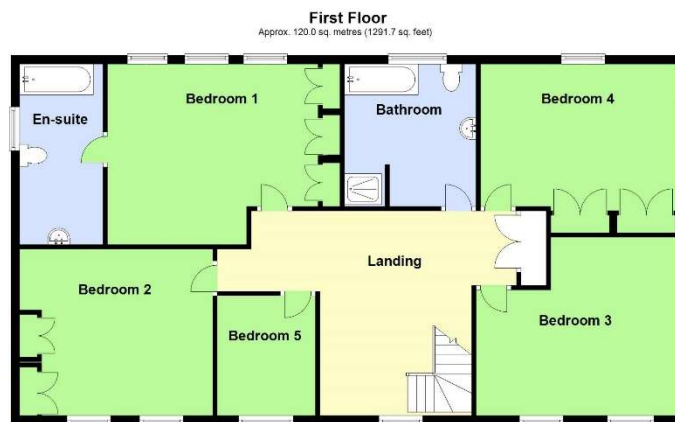 First Floor
Approx. 120.0 sq. metres (1291.7 sq. feet)
Bedroom 1
Bedroom 4
En-suite
Bathroom
Landing
Bedroom 2
Bedroom 5
Bedroom 3